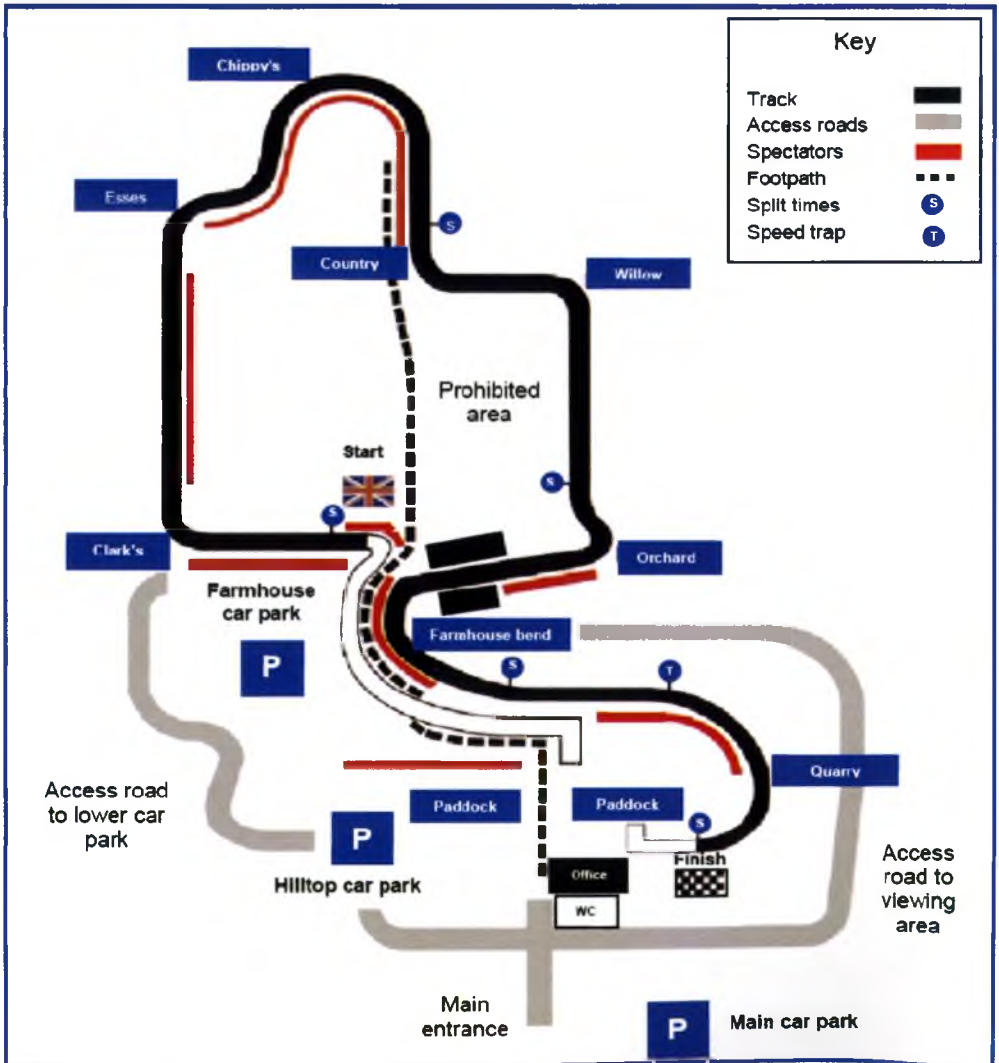 Key
Track
Access roads
Spectators
Footpath
Split times
S
Speed trap
T
Chippy's
Esses
S
Country
Willow
Prohibited
area
Start
S
S
Clark's
Orchard
Farmhouse
car park
P
Farmhouse bend
S
T
Quarry
Access road
to lower car
park
Paddock
Paddock
S
P
Finish
Hilltop car park
Office
WC
Access
road to
viewing
area
Main
entrance
P
Main car park